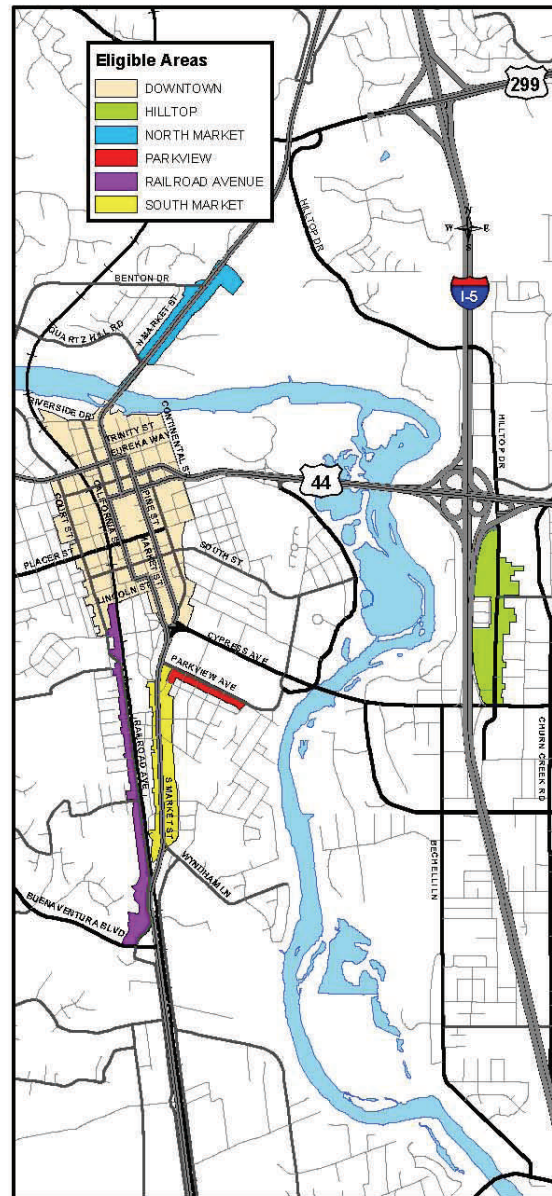 Eligible Areas
DOWNTOWN
HILLTOP
NORTH MARKET
PARKVIEW
RAILROAD AVENUE
SOUTH MARKET
299
HILLTOP DR
N
W E
S
I-5
BENTON DR
N MARKET ST
QUARTZ HILL RD
RIVERSIDE DR
TRINITY ST
EUREKA WAY
CONTINENTAL ST
HILLTOP DR
44
COURT ST
CALIFORNIA ST
PINE ST
MARKET ST
PLACER ST
SOUTH ST
LINCOLN ST
CYPRESS AVE
PARKVIEW AVE
RAILROAD AVE
S MARKET ST
CHURN CREEK RD
WYNTHAM LN
BECHELLI LN
BUENAVENTURA BLVD